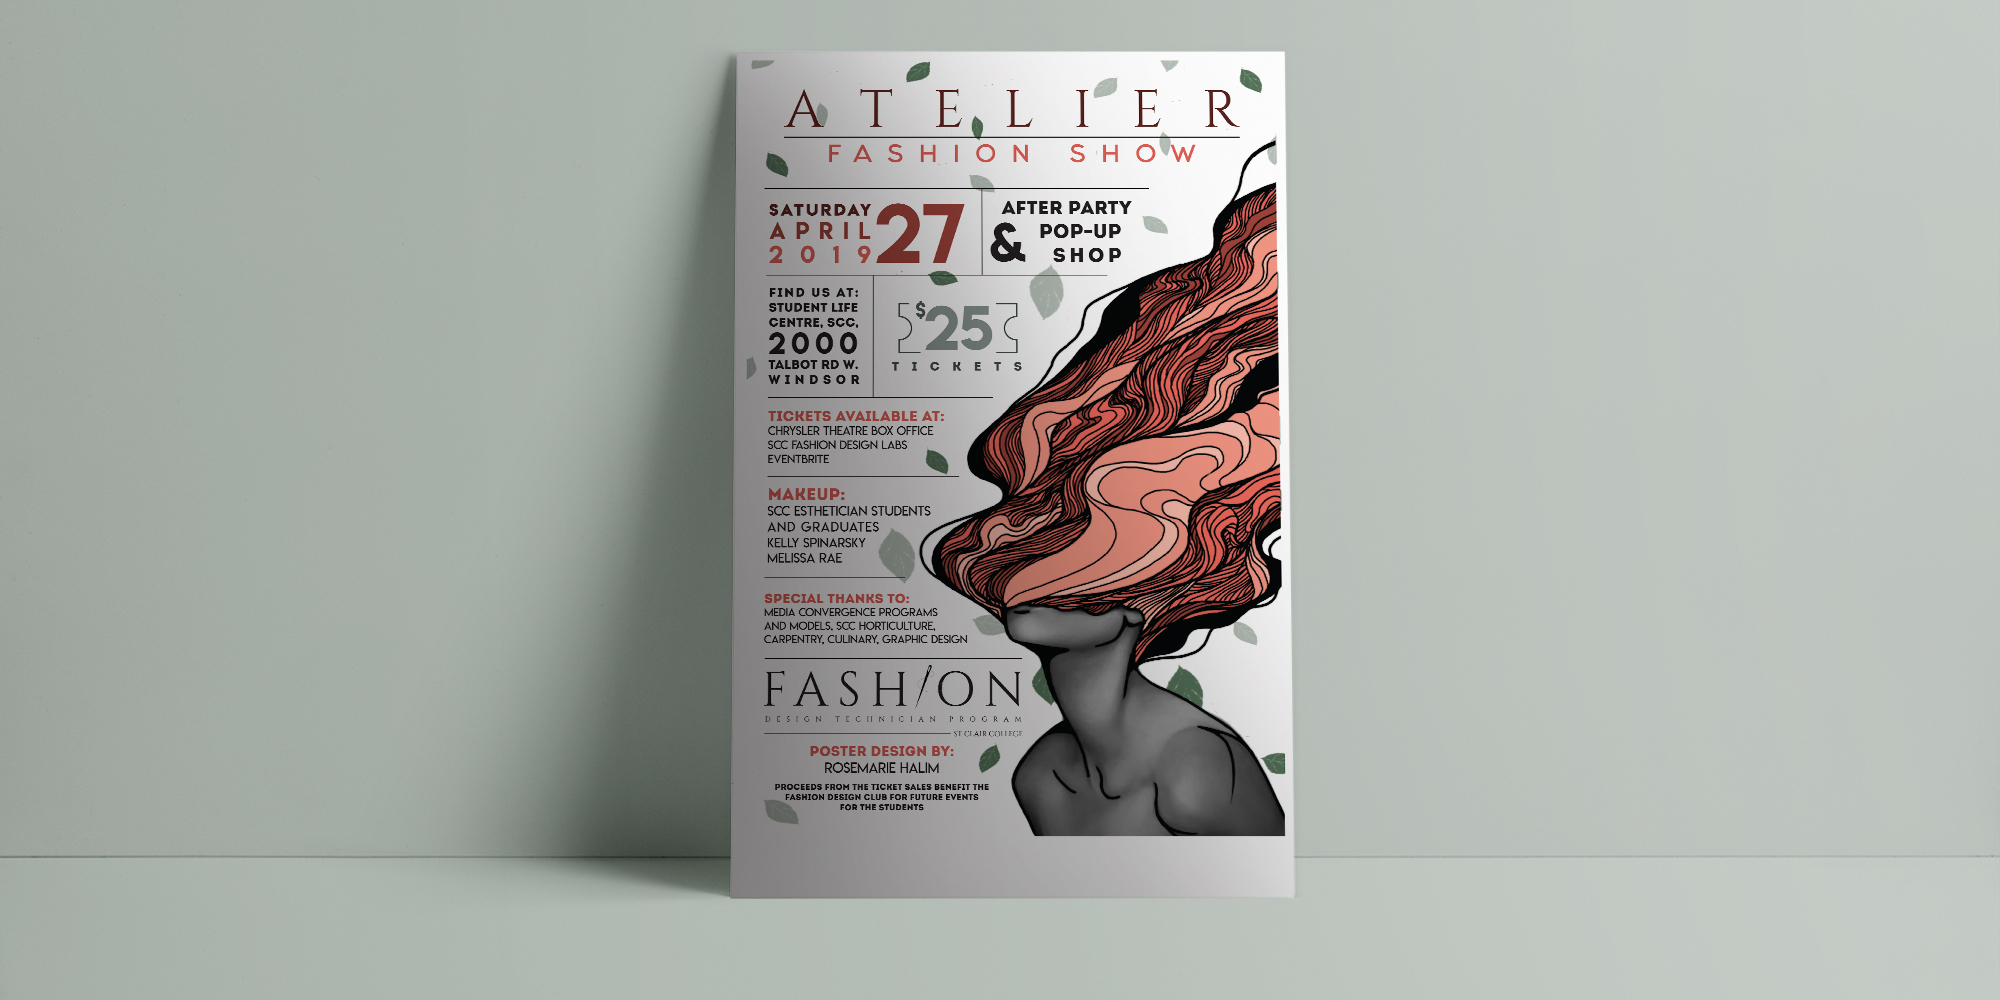 ATELIER
FASHION SHOW
SATURDAY
APRIL
2019
27
AFTER PARTY
& POP-UP
SHOP
FIND US AT:
STUDENT LIFE
CENTRE, SCC,
2000
TALBOT RD W.
WINDSOR
$25
TICKETS
TICKETS AVAILABLE AT:
CHRYSLER THEATRE BOX OFFICE
SCC FASHION DESIGN LABS
EVENTBRITE
MAKEUP:
SCC ESTHETICIAN STUDENTS
AND GRADUATES
KELLY SPINARSKY
MELISSA RAE
SPECIAL THANKS TO:
MEDIA CONVERGENCE PROGRAMS
AND MODELS, SCC HORTICULTURE,
CARPENTRY, CULINARY, GRAPHIC DESIGN
FASHION
DESIGN TECHNICIAN PROGRAM
ST CLAIR COLLEGE
POSTER DESIGN BY:
ROSEMARIE HALIM
PROCEEDS FROM THE TICKET SALES BENEFIT THE
FASHION DESIGN CLUB FOR FUTURE EVENTS
FOR THE STUDENTS